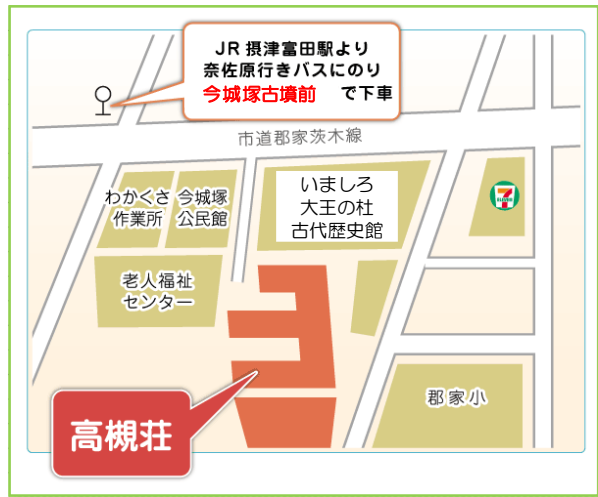 JR 摂津富田駅より
奈佐原行きバスにのり
今城塚古墳前 で下車
市道郡家茨木線
わかくさ
作業所
今城塚
公民館
いましろ
大王の杜
古代歴史館
7
ELEVEn
老人福祉
センター
郡家小
高槻荘